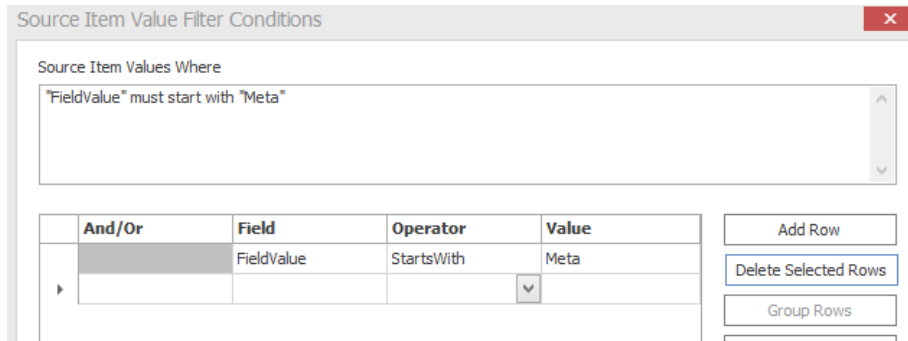 Source Item Value Filter Conditions
Source Item Values Where
"FieldValue" must start with "Meta"
And/Or Field Operator Value
FieldValue StartsWith Meta
Add Row
Delete Selected Rows
Group Rows